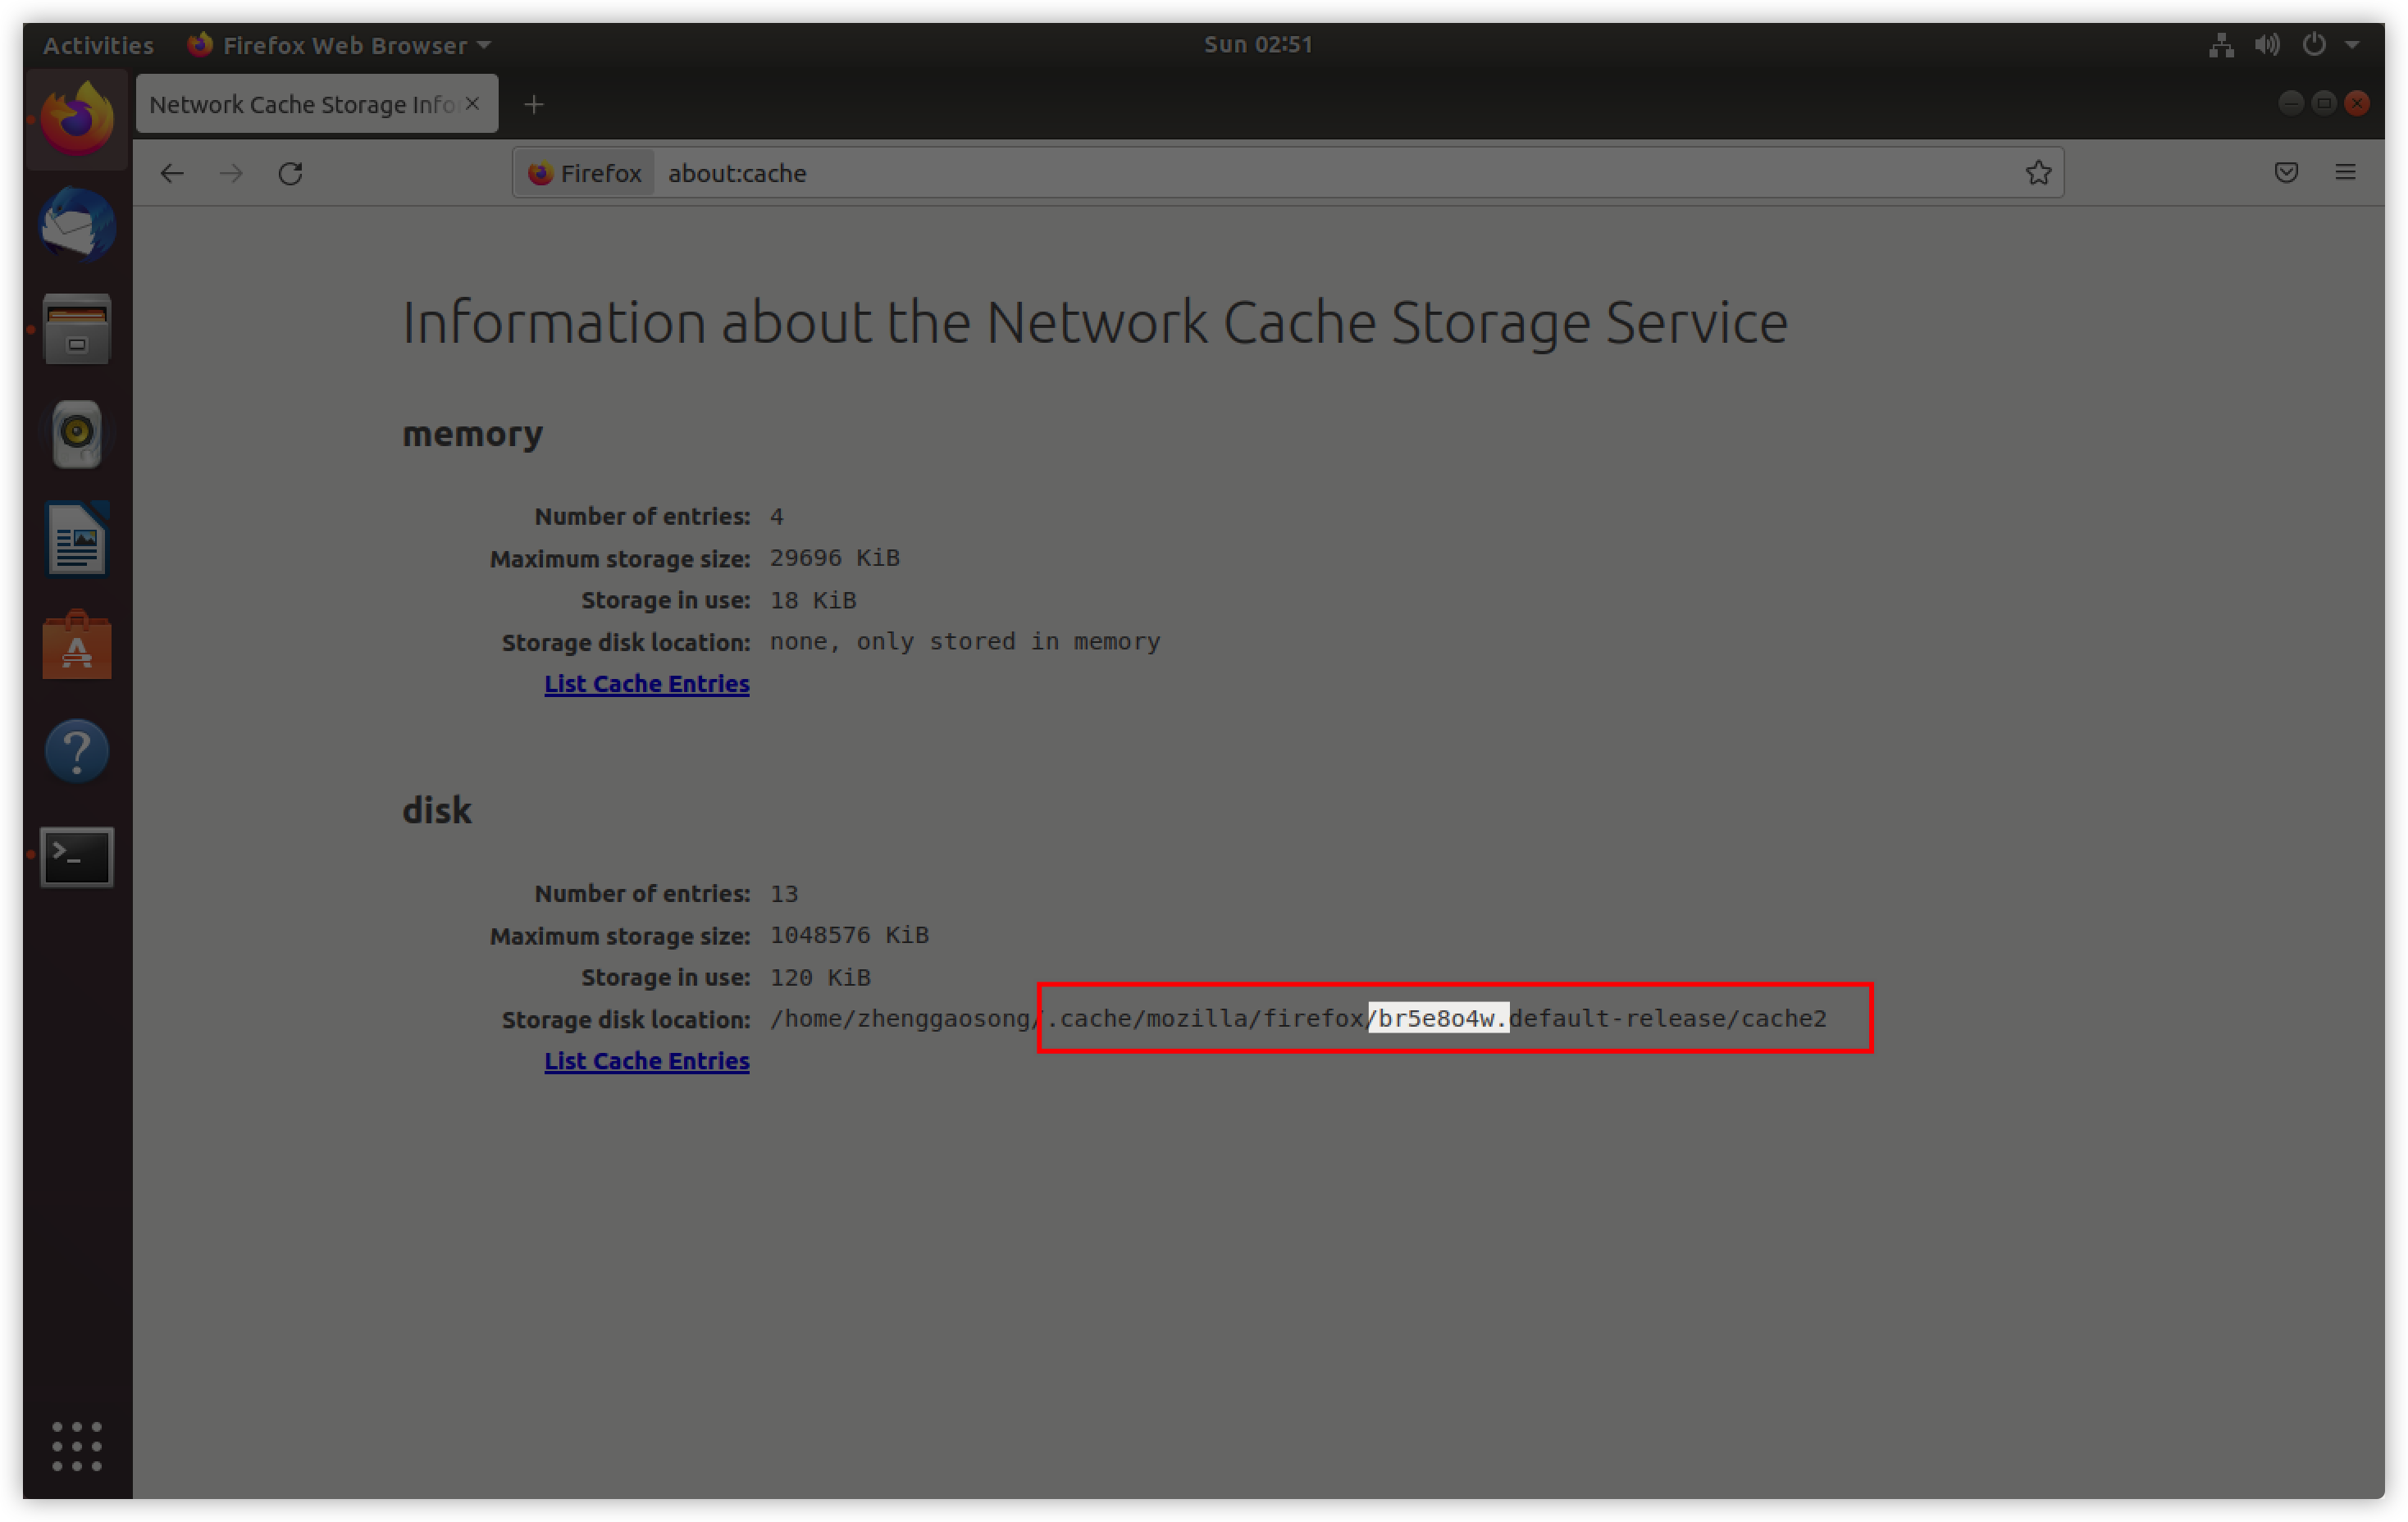 Activities Firefox Web Browser Sun 02:51
Network Cache Storage Info
Firefox about:cache
Information about the Network Cache Storage Service
memory
Number of entries: 4
Maximum storage size: 29696 KiB
Storage in use: 18 KiB
Storage disk location: none, only stored in memory
List Cache Entries
disk
Number of entries: 13
Maximum storage size: 1048576 KiB
Storage in use: 120 KiB
Storage disk location: /home/zhenggaosong/.cache/mozilla/firefox/br5e8o4w.default-release/cache2
List Cache Entries